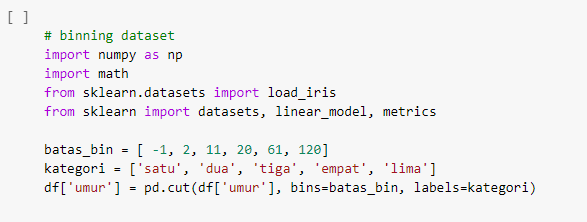 [ ]
# binning dataset
import numpy as np
import math
from sklearn.datasets import load_iris
from sklearn import datasets, linear_model, metrics
batas_bin = [ -1, 2, 11, 20, 61, 120]
kategori = ['satu', 'dua', 'tiga', 'empat', 'lima']
df['umur'] = pd.cut(df['umur'], bins=batas_bin, labels=kategori)